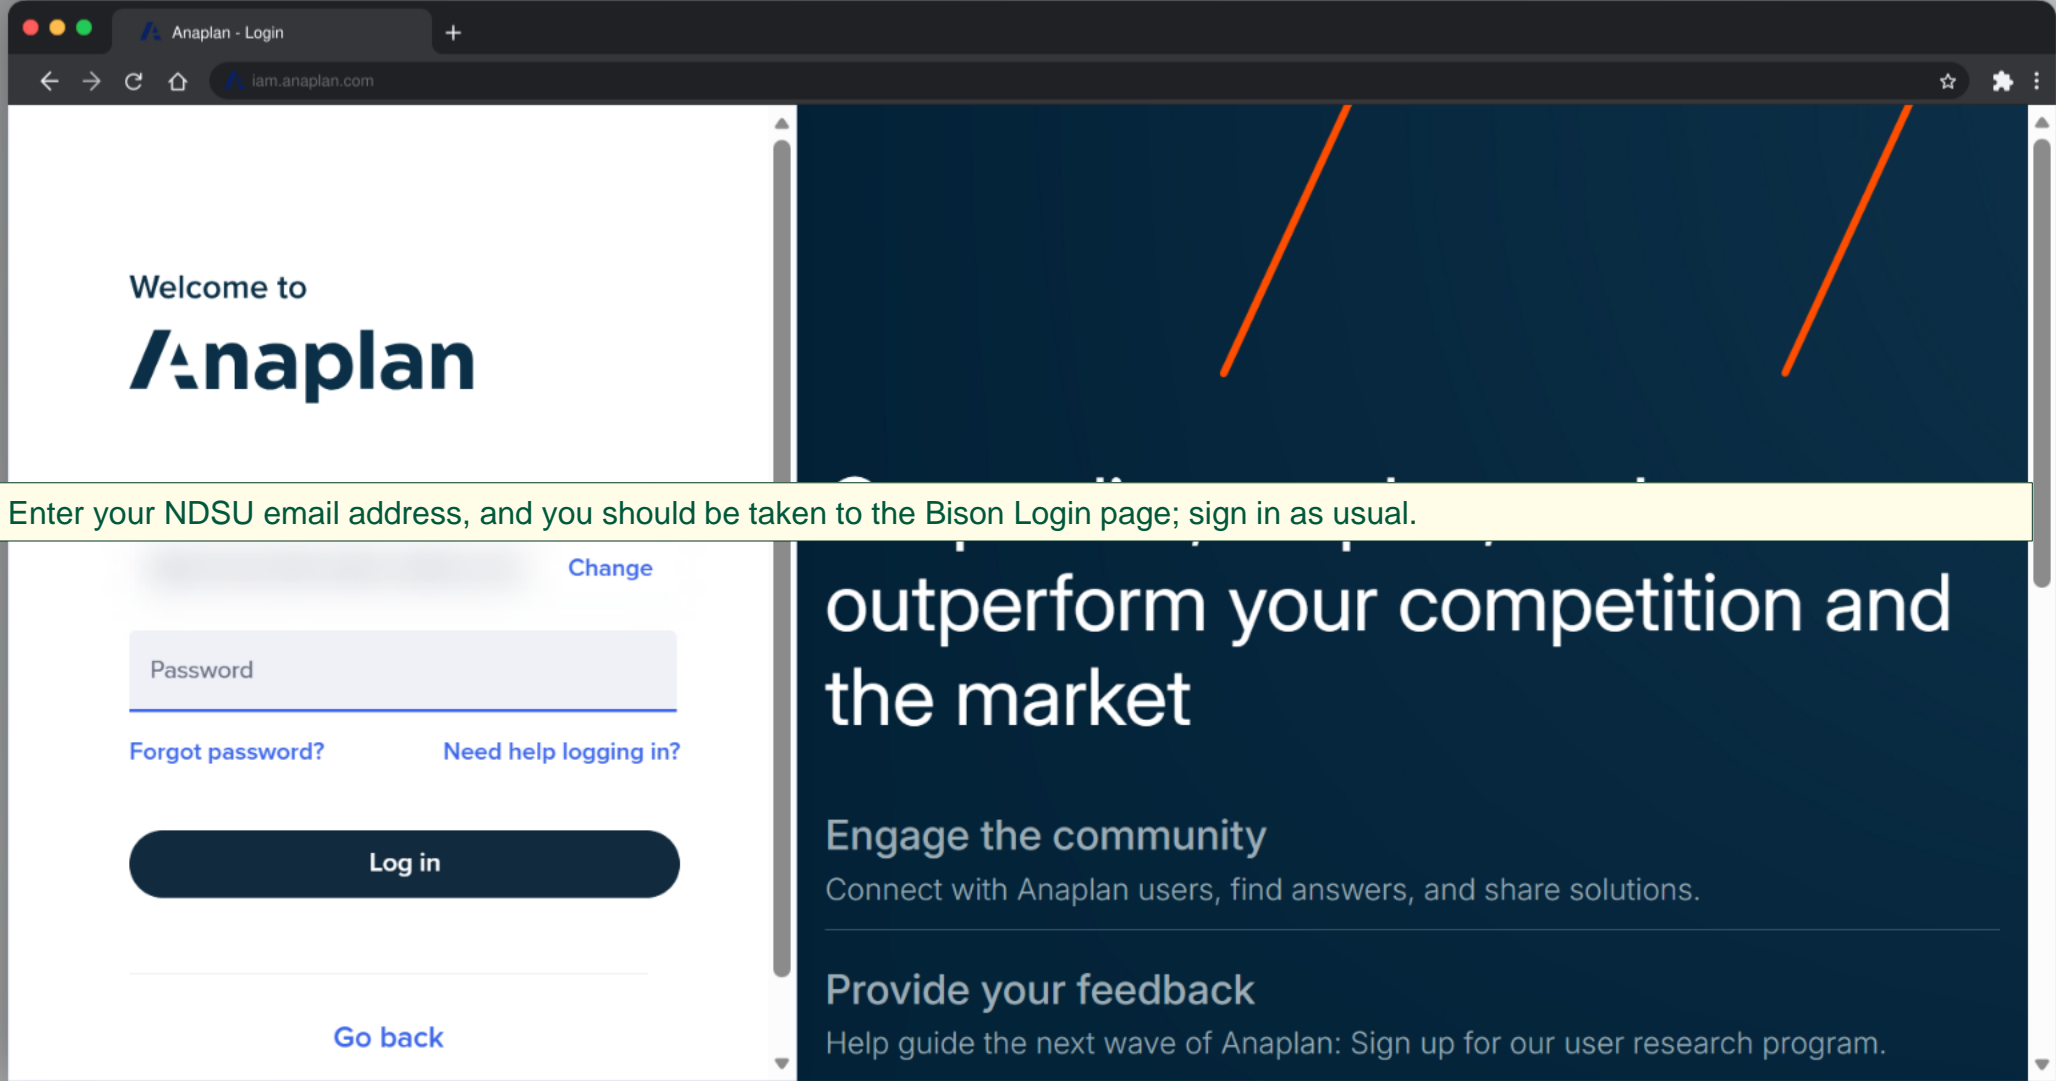 Anaplan - Login
iam.anaplan.com
Welcome to
Anaplan
Enter your NDSU email address, and you should be taken to the Bison Login page; sign in as usual.
Change
Password
Forgot password?
Need help logging in?
Log in
Go back
outperform your competition and
the market
Engage the community
Connect with Anaplan users, find answers, and share solutions.
Provide your feedback
Help guide the next wave of Anaplan: Sign up for our user research program.